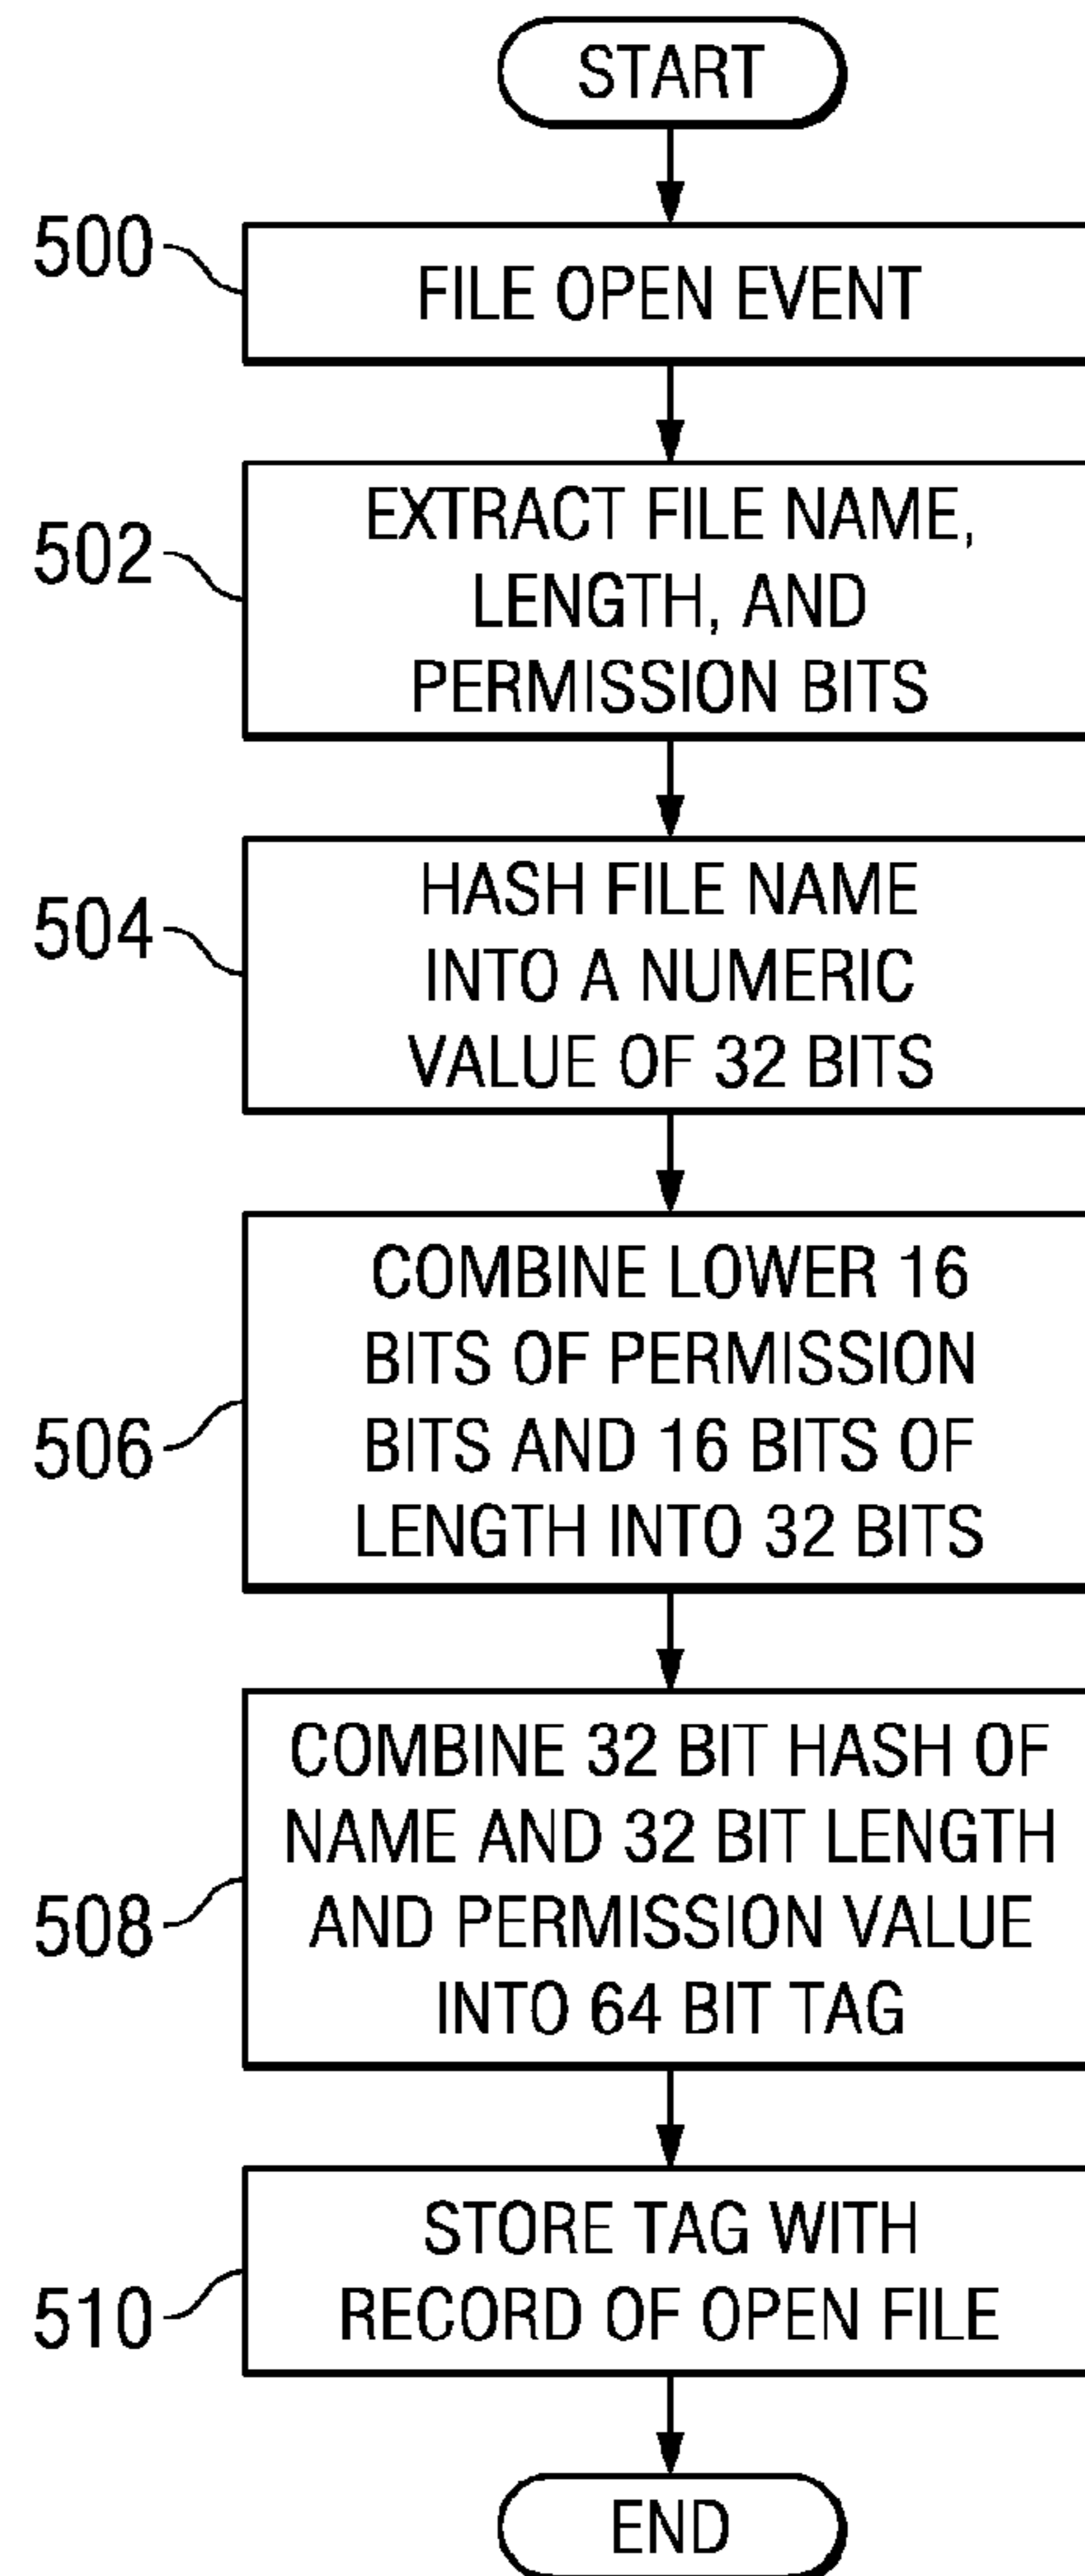 START
500
FILE OPEN EVENT
502
EXTRACT FILE NAME,
LENGTH, AND
PERMISSION BITS
504
HASH FILE NAME
INTO A NUMERIC
VALUE OF 32 BITS
506
COMBINE LOWER 16
BITS OF PERMISSION
BITS AND 16 BITS OF
LENGTH INTO 32 BITS
508
COMBINE 32 BIT HASH OF
NAME AND 32 BIT LENGTH
AND PERMISSION VALUE
INTO 64 BIT TAG
510
STORE TAG WITH
RECORD OF OPEN FILE
END